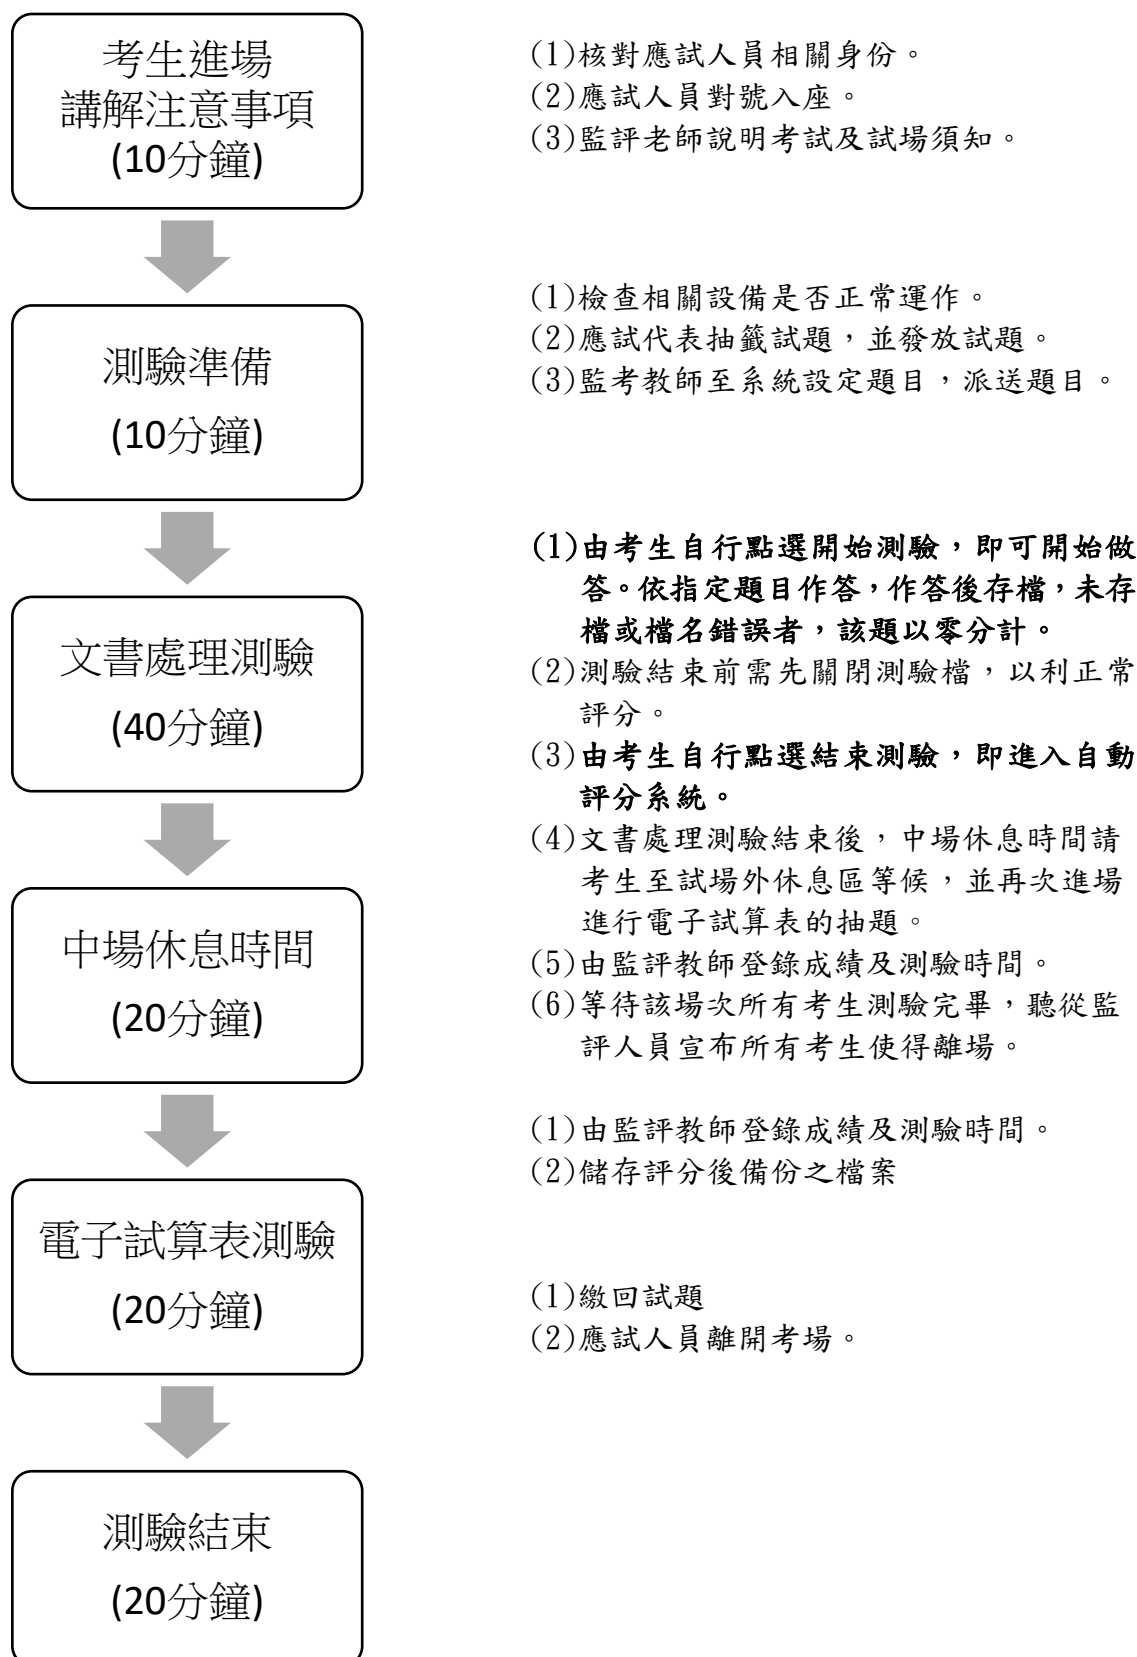 考生進場
講解注意事項
(10分鐘)
(1)核對應試人員相關身份。
(2)應試人員對號入座。
(3)監評老師說明考試及試場須知。
測驗準備
(10分鐘)
(1)檢查相關設備是否正常運作。
(2)應試代表抽籤試題，並發放試題。
(3)監考教師至系統設定題目，派送題目。
文書處理測驗
(40分鐘)
(1)由考生自行點選開始測驗，即可開始做
答。依指定題目作答，作答後存檔，未存
檔或檔名錯誤者，該題以零分計。
(2)測驗結束前需先關閉測驗檔，以利正常
評分。
(3)由考生自行點選結束測驗，即進入自動
評分系統。
(4)文書處理測驗結束後，中場休息時間請
考生至試場外休息區等候，並再次進場
進行電子試算表的抽題。
(5)由監評教師登錄成績及測驗時間。
(6)等待該場次所有考生測驗完畢，聽從監
評人員宣布所有考生使得離場。
中場休息時間
(20分鐘)
(1)由監評教師登錄成績及測驗時間。
(2)儲存評分後備份之檔案
電子試算表測驗
(20分鐘)
(1)繳回試題
(2)應試人員離開考場。
測驗結束
(20分鐘)